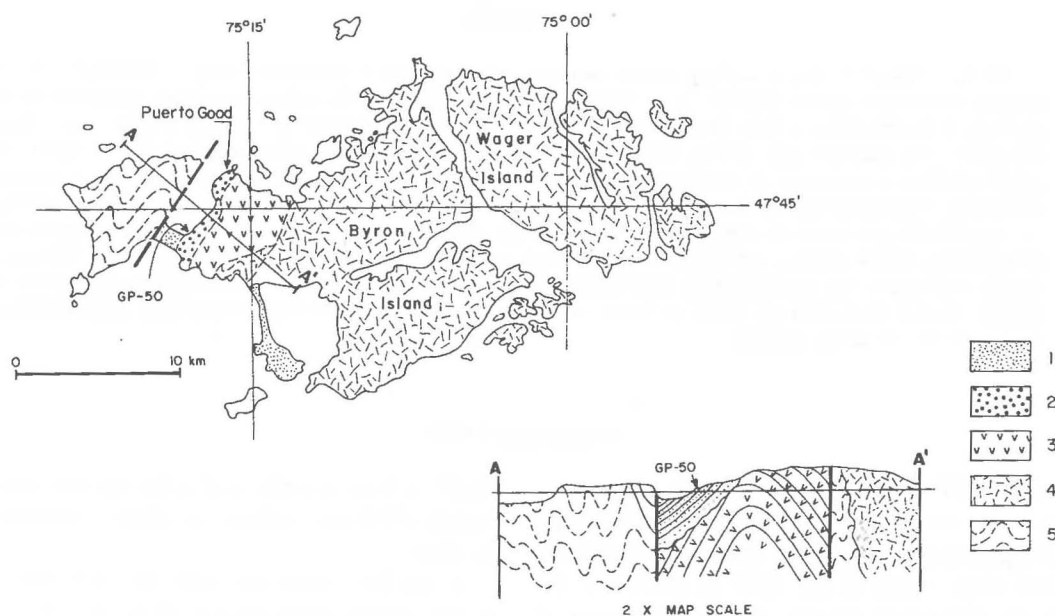 75°15'
75°00'
Puerto Good
A
Wager
Island
47°45'
Byron
A'
GP-50
Island
0
10 km
1
2
3
4
5
A
GP-50
A'
2 X MAP SCALE